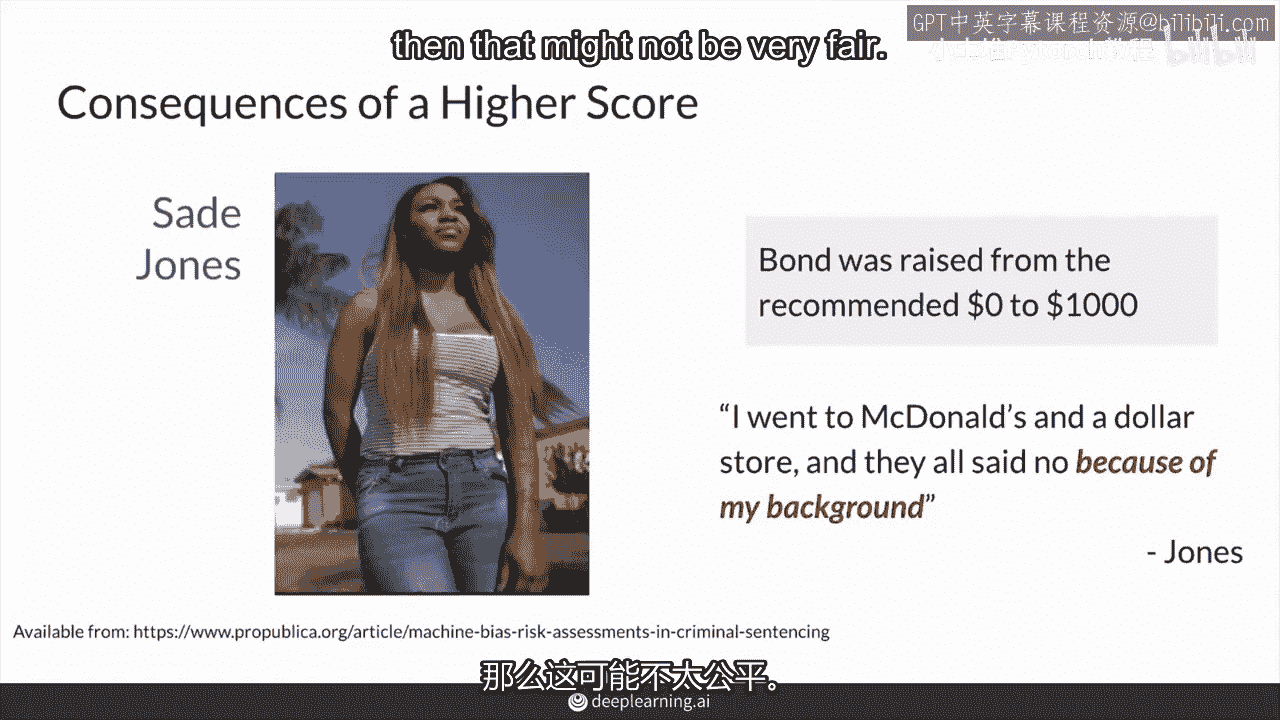 GPT中英字幕课程资源@bilibili.com
then that might not be very fair.
bilibili
Consequences of a Higher Score
Sade
Jones
Bond was raised from the
recommended $0 to $1000
“I went to McDonald’s and a dollar
store, and they all said no because of
my background”
- Jones
Available from: https://www.propublica.org/article/machine-bias-risk-assessments-in-criminal-sentencing
那么这可能不太公平。
deeplearning.ai